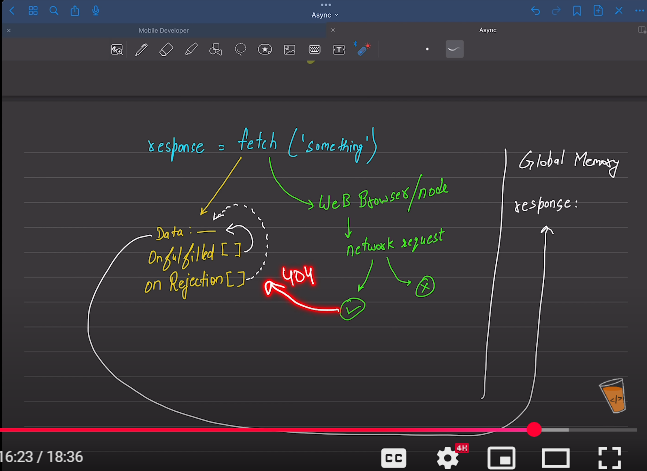 Async
Mobile Developer
Async
response = fetch ('something')
Global Memory
WeB Browser/node
response:
Data: —
Onfulfilled [ ]
network request
on Rejection [ ]
404
</>
16:23 / 18:36
CC
4K